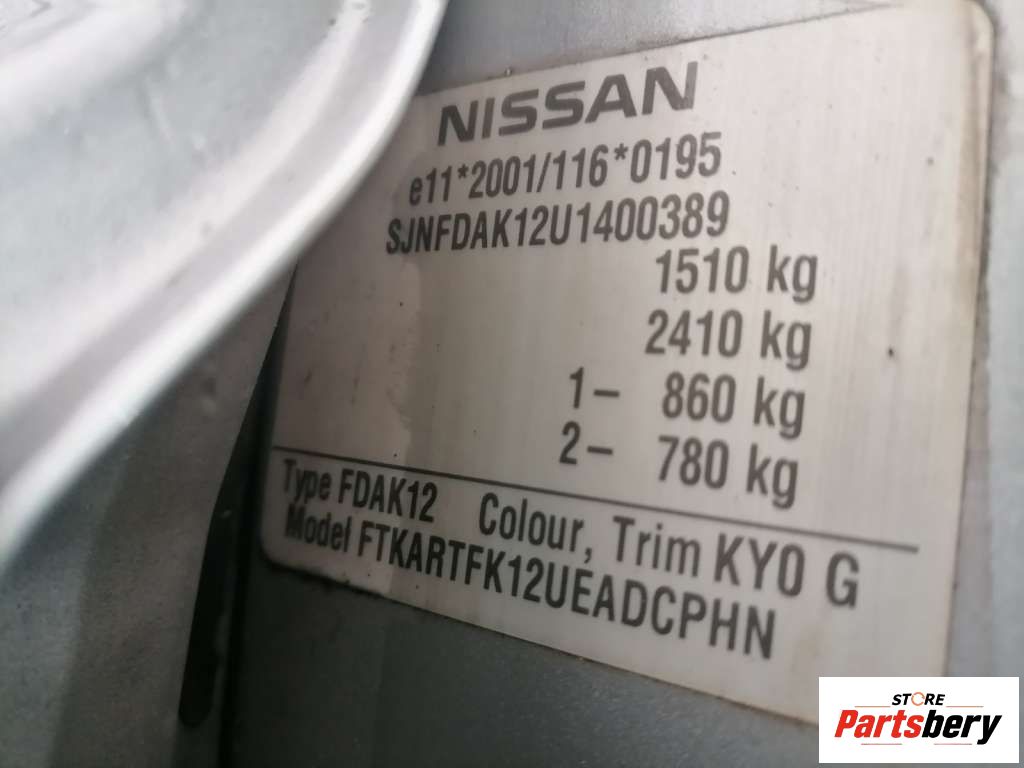 NISSAN
e11*2001/116*0195
SJNFDAK12U1400389
1510 kg
2410 kg
1- 860 kg
2- 780 kg
Type FDAK12 Colour, Trim KY0 G
Model FTKARTFK12UEADCPHN
STORE
Partsbery